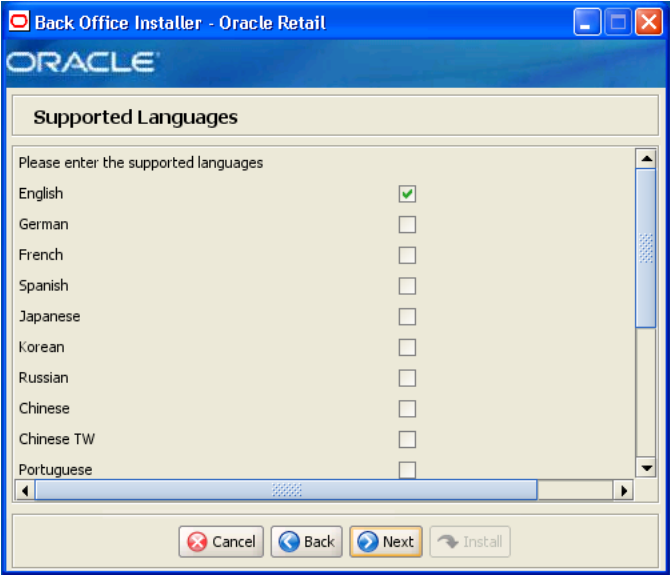 Back Office Installer - Oracle Retail
ORACLE
Supported Languages
Please enter the supported languages
English
German
French
Spanish
Japanese
Korean
Russian
Chinese
Chinese TW
Portuguese
Cancel Back Next Install